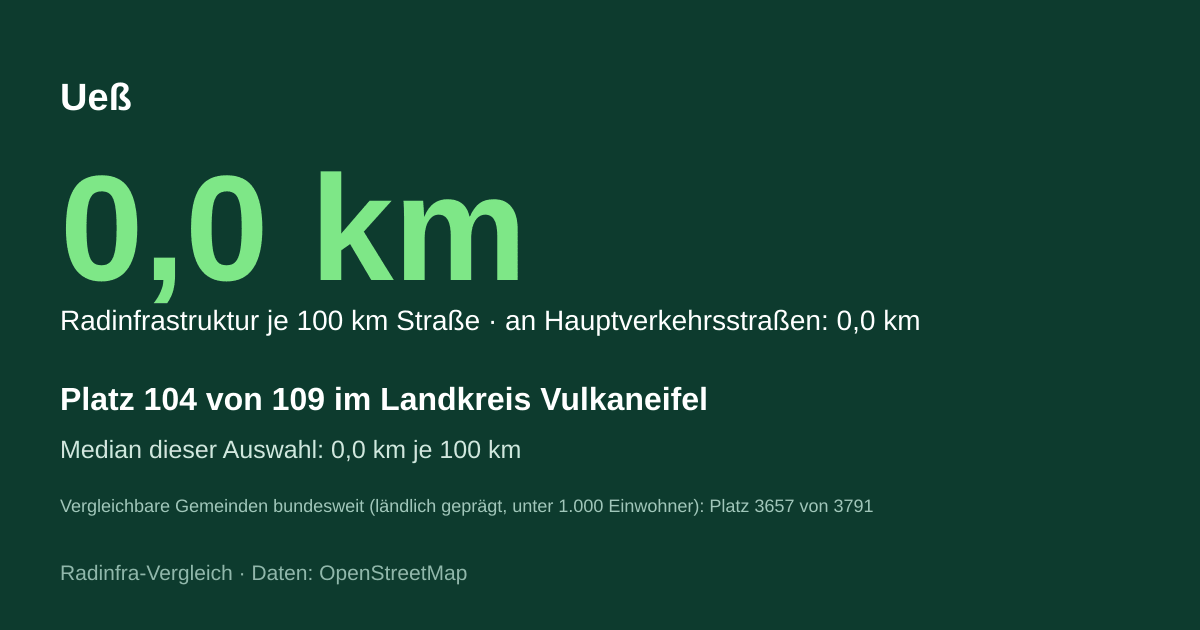 Ueß
0,0 km
Radinfrastruktur je 100 km Straße · an Hauptverkehrsstraßen: 0,0 km
Platz 104 von 109 im Landkreis Vulkaneifel
Median dieser Auswahl: 0,0 km je 100 km
Vergleichbare Gemeinden bundesweit (ländlich geprägt, unter 1.000 Einwohner): Platz 3657 von 3791
Radinfra-Vergleich · Daten: OpenStreetMap